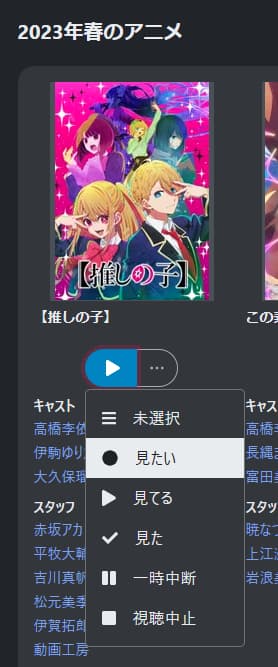 2023年春のアニメ
【推しの子】
【推しの子】
キャスト
高橋李依
伊駒ゆり
大久保瑠
スタッフ
赤坂アカ
平牧大輔
吉川真帆
松元美季
伊賀拓郎
動画工房
未選択
見たい
見てる
見た
一時中断
視聴中止
この素
キャス
高橋
長縄
富田美
スタッ
暁なつ
上江
岩浪